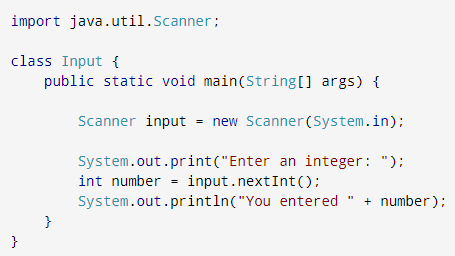 import java.util.Scanner;
class Input {
public static void main(String[] args) {
Scanner input = new Scanner(System.in);
System.out.print("Enter an integer: ");
int number = input.nextInt();
System.out.println("You entered " + number);
}
}